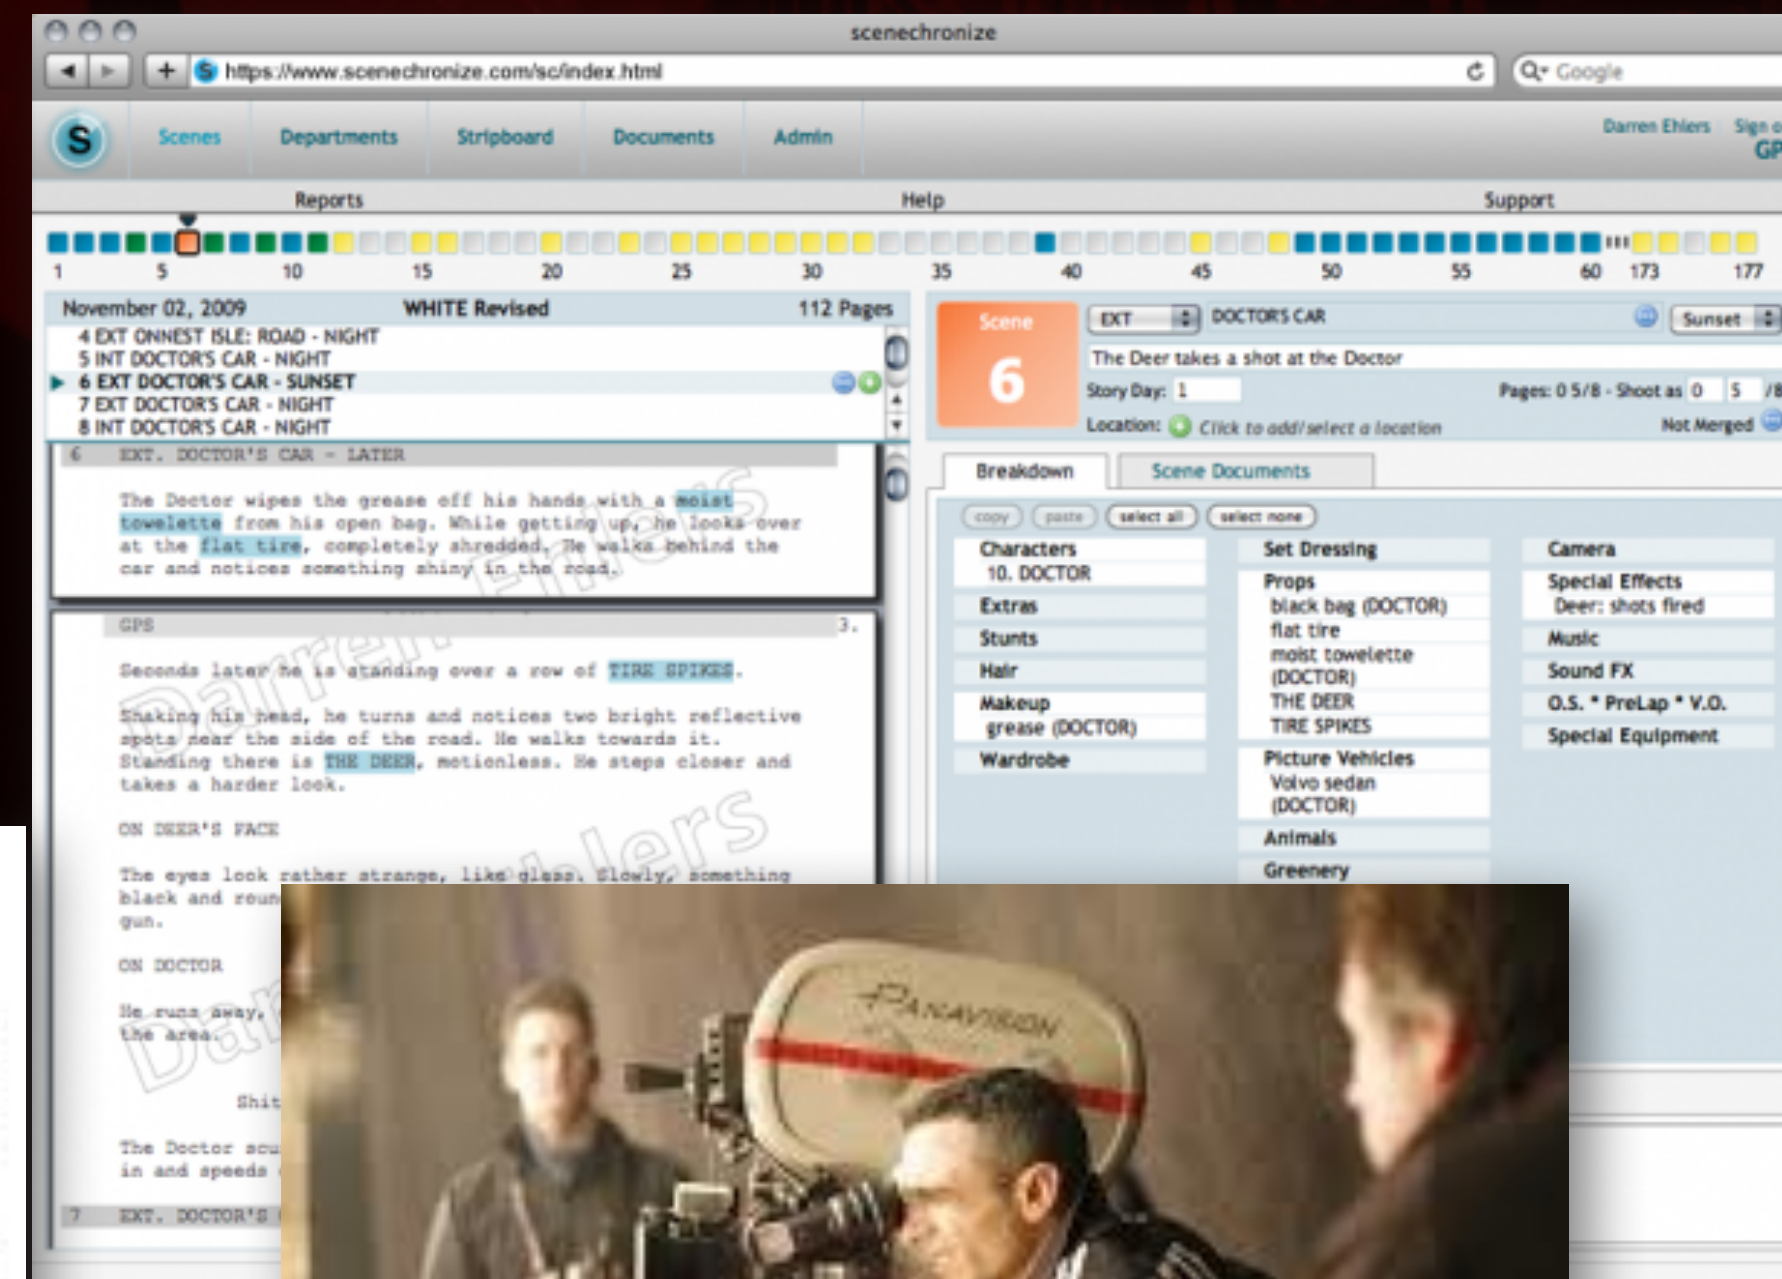 scenechronize
https://www.scenechronize.com/sc/index.html
Google
S
Scenes Departments Stripboard Documents Admin
Darren Ehlers Sign o
GP
Reports Help Support
1 5 10 15 20 25 30 35 40 45 50 55 60 173 177
November 02, 2009 WHITE Revised 112 Pages
4 EXT ONNEST ISLE: ROAD - NIGHT
5 INT DOCTOR'S CAR - NIGHT
6 EXT DOCTOR'S CAR - SUNSET
7 EXT DOCTOR'S CAR - NIGHT
8 INT DOCTOR'S CAR - NIGHT
6 EXT. DOCTOR'S CAR - LATER
The Doctor wipes the grease off his hands with a moist
towelette from his open bag. While getting up, he looks over
at the flat tire, completely shredded. He walks behind the
car and notices something shiny in the road.
Ehlers
GPS 3.
Darren
Seconds later he is standing over a row of TIRE SPIKES.
Shaking his head, he turns and notices two bright reflective
spots near the side of the road. He walks towards it.
Standing there is THE DEER, motionless. He steps closer and
takes a harder look.
ON DEER'S FACE
Ehlers
The eyes look rather strange, like glass. Slowly, something
black and roun
gun.
ON DOCTOR
He runs away,
the area.
Dar
Shit
The Doctor scu
in and speeds
7 EXT. DOCTOR'S
Scene
6
EXT DOCTOR'S CAR Sunset
The Deer takes a shot at the Doctor
Story Day: 1 Pages: 0 5/8 - Shoot as 0 5 /8
Location: Click to add/select a location Not Merged
Breakdown Scene Documents
copy paste select all select none
Characters
10. DOCTOR
Extras
Stunts
Hair
Makeup
grease (DOCTOR)
Wardrobe
Set Dressing
Props
black bag (DOCTOR)
flat tire
moist towelette
(DOCTOR)
THE DEER
TIRE SPIKES
Picture Vehicles
Volvo sedan
(DOCTOR)
Animals
Greenery
Camera
Special Effects
Deer: shots fired
Music
Sound FX
O.S. * PreLap * V.O.
Special Equipment
PANAVISION